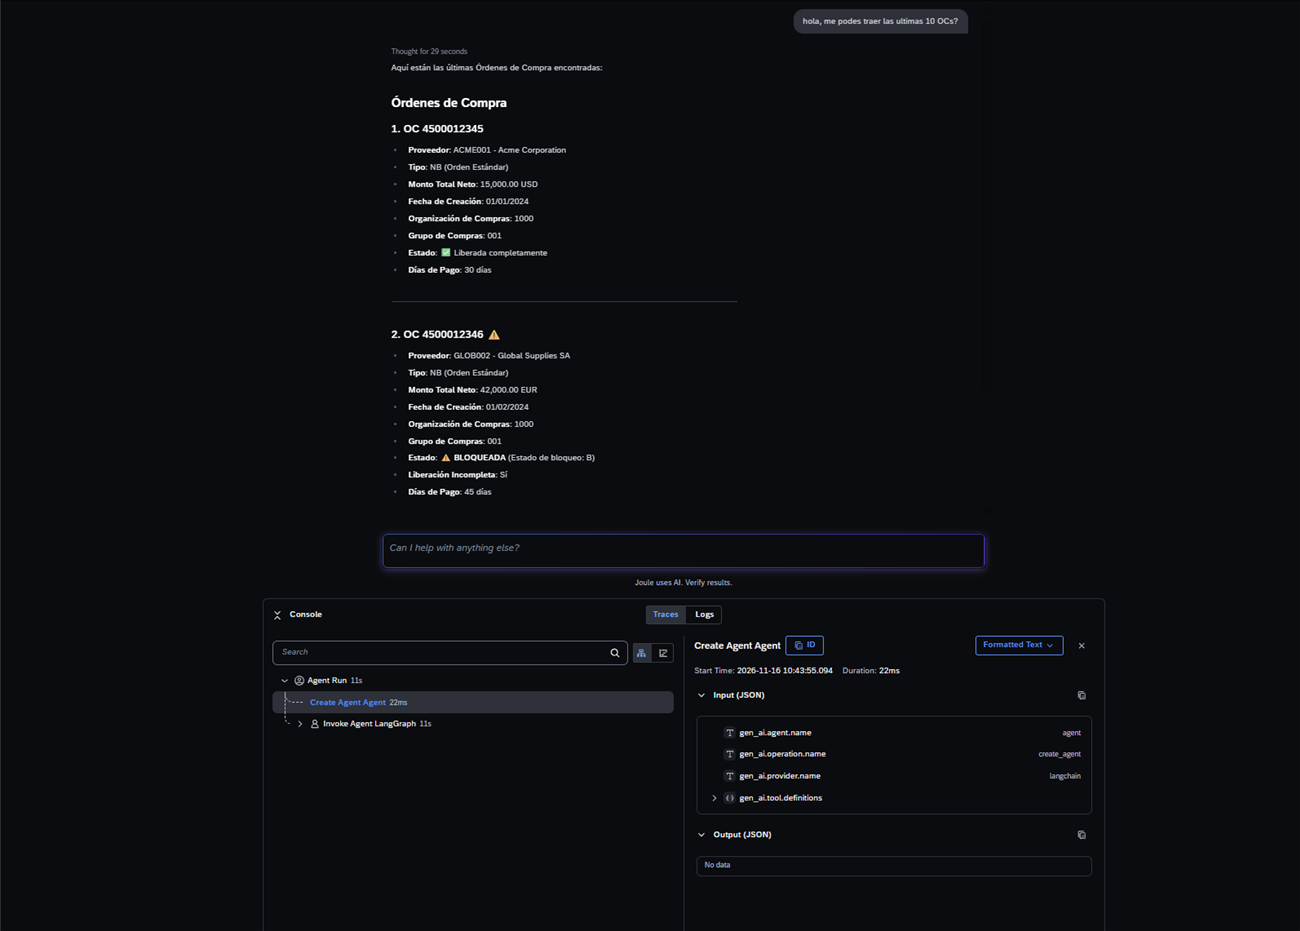 hola, me podes traer las ultimas 10 OCs?
Thought for 29 seconds
Aquí están las últimas Órdenes de Compra encontradas:
Órdenes de Compra
1. OC 4500012345
Proveedor: ACME001 - Acme Corporation
Tipo: NB (Orden Estándar)
Monto Total Neto: 15,000.00 USD
Fecha de Creación: 01/01/2024
Organización de Compras: 1000
Grupo de Compras: 001
Estado: ✅ Liberada completamente
Días de Pago: 30 días
2. OC 4500012346 ⚠️
Proveedor: GLOB002 - Global Supplies SA
Tipo: NB (Orden Estándar)
Monto Total Neto: 42,000.00 EUR
Fecha de Creación: 01/02/2024
Organización de Compras: 1000
Grupo de Compras: 001
Estado: ⚠️ BLOQUEADA (Estado de bloqueo: B)
Liberación Incompleta: Sí
Días de Pago: 45 días
Can I help with anything else?
Joule uses AI. Verify results.
Console
Traces Logs
Search
Agent Run 11s
Create Agent Agent 22ms
Invoke Agent LangGraph 11s
Create Agent Agent ID Formatted Text
Start Time: 2026-11-16 10:43:55.094 Duration: 22ms
Input (JSON)
gen_ai.agent.name agent
gen_ai.operation.name create_agent
gen_ai.provider.name langchain
gen_ai.tool.definitions
Output (JSON)
No data